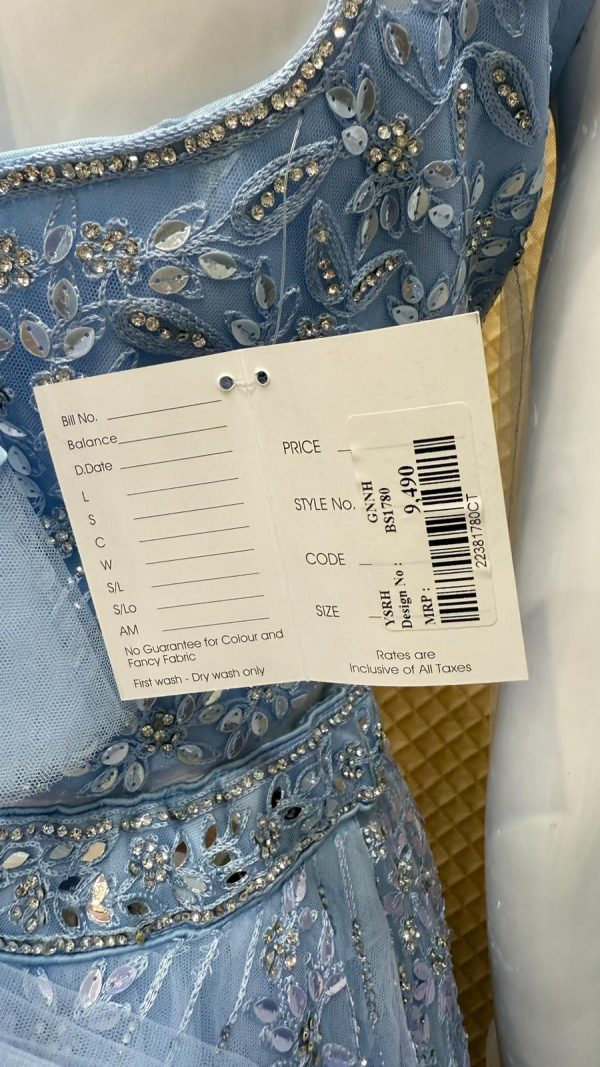 Bill No.
Balance
D.Date
L
S
C
W
S/L
S/Lo
AM
No Guarantee for Colour and
Fancy Fabric
First wash - Dry wash only
PRICE
STYLE No.
CODE
SIZE
Rates are
Inclusive of All Taxes
YSRH GNNH
Design No : BS1780
MRP : 9,490
22381780CT